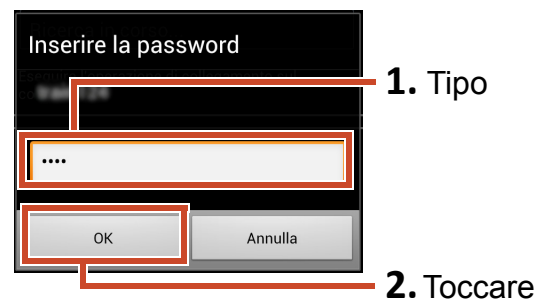 Inserire la password
1. Tipo
••••
OK
Annulla
2. Toccare